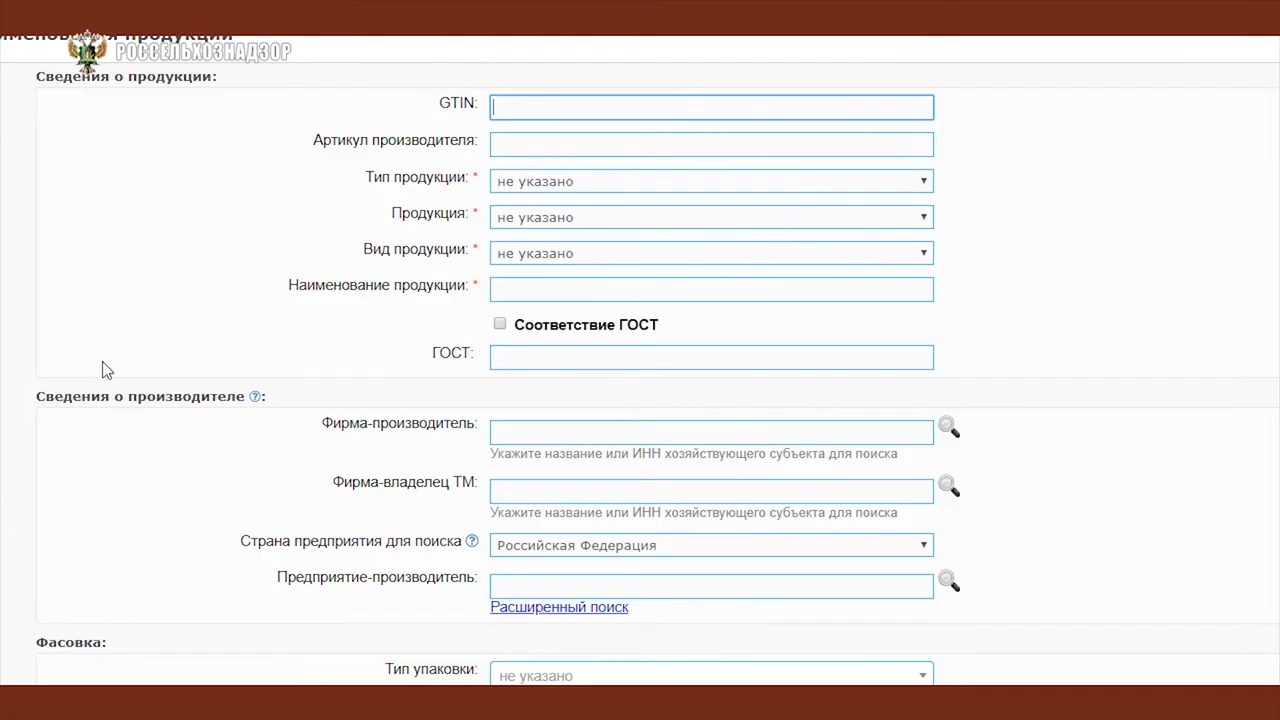 РОССЕЛЬХОЗНАДЗОР
Сведения о продукции:
GTIN:
Артикул производителя:
Тип продукции: * не указано
Продукция: * не указано
Вид продукции: * не указано
Наименование продукции: *
Соответствие ГОСТ
ГОСТ:
Сведения о производителе ?:
Фирма-производитель:
Укажите название или ИНН хозяйствующего субъекта для поиска
Фирма-владелец ТМ:
Укажите название или ИНН хозяйствующего субъекта для поиска
Страна предприятия для поиска ? Российская Федерация
Предприятие-производитель:
Расширенный поиск
Фасовка:
Тип упаковки: не указано